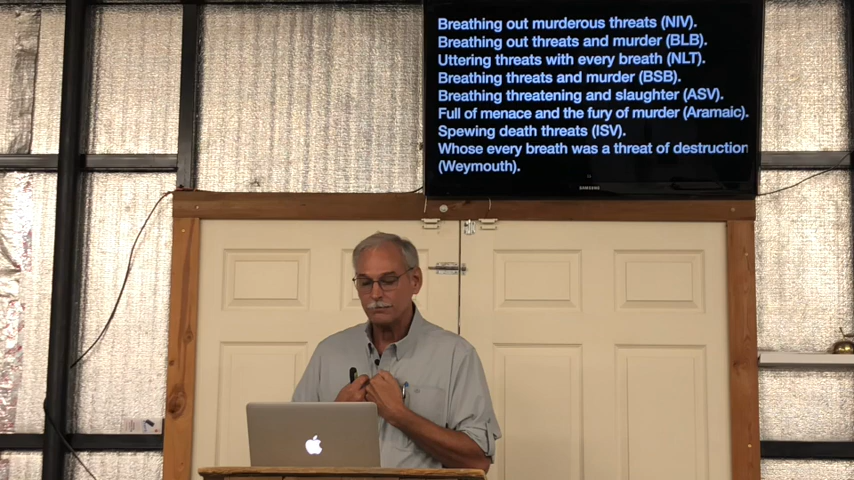 Breathing out murderous threats (NIV).
Breathing out threats and murder (BLB).
Uttering threats with every breath (NLT).
Breathing threats and murder (BSB).
Breathing threatening and slaughter (ASV).
Full of menace and the fury of murder (Aramaic).
Spewing death threats (ISV).
Whose every breath was a threat of destruction
(Weymouth).
SAMSUNG